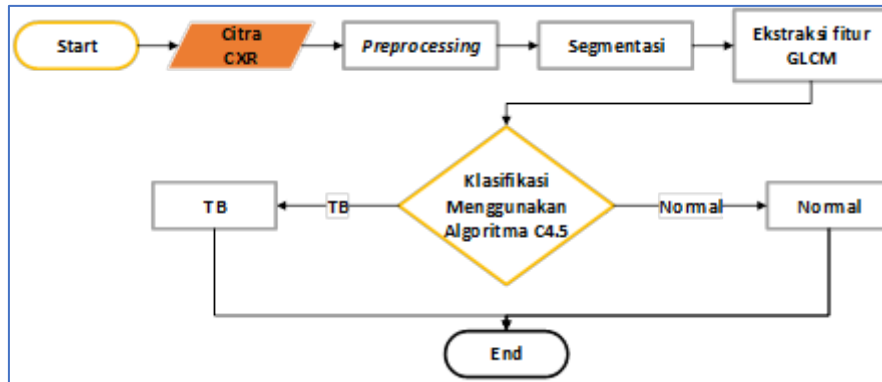 Start
Citra
CXR
Preprocessing
Segmentasi
Ekstraksi fitur
GLCM
Klasifikasi
Menggunakan
Algoritma C4.5
TB
TB
Normal
Normal
End